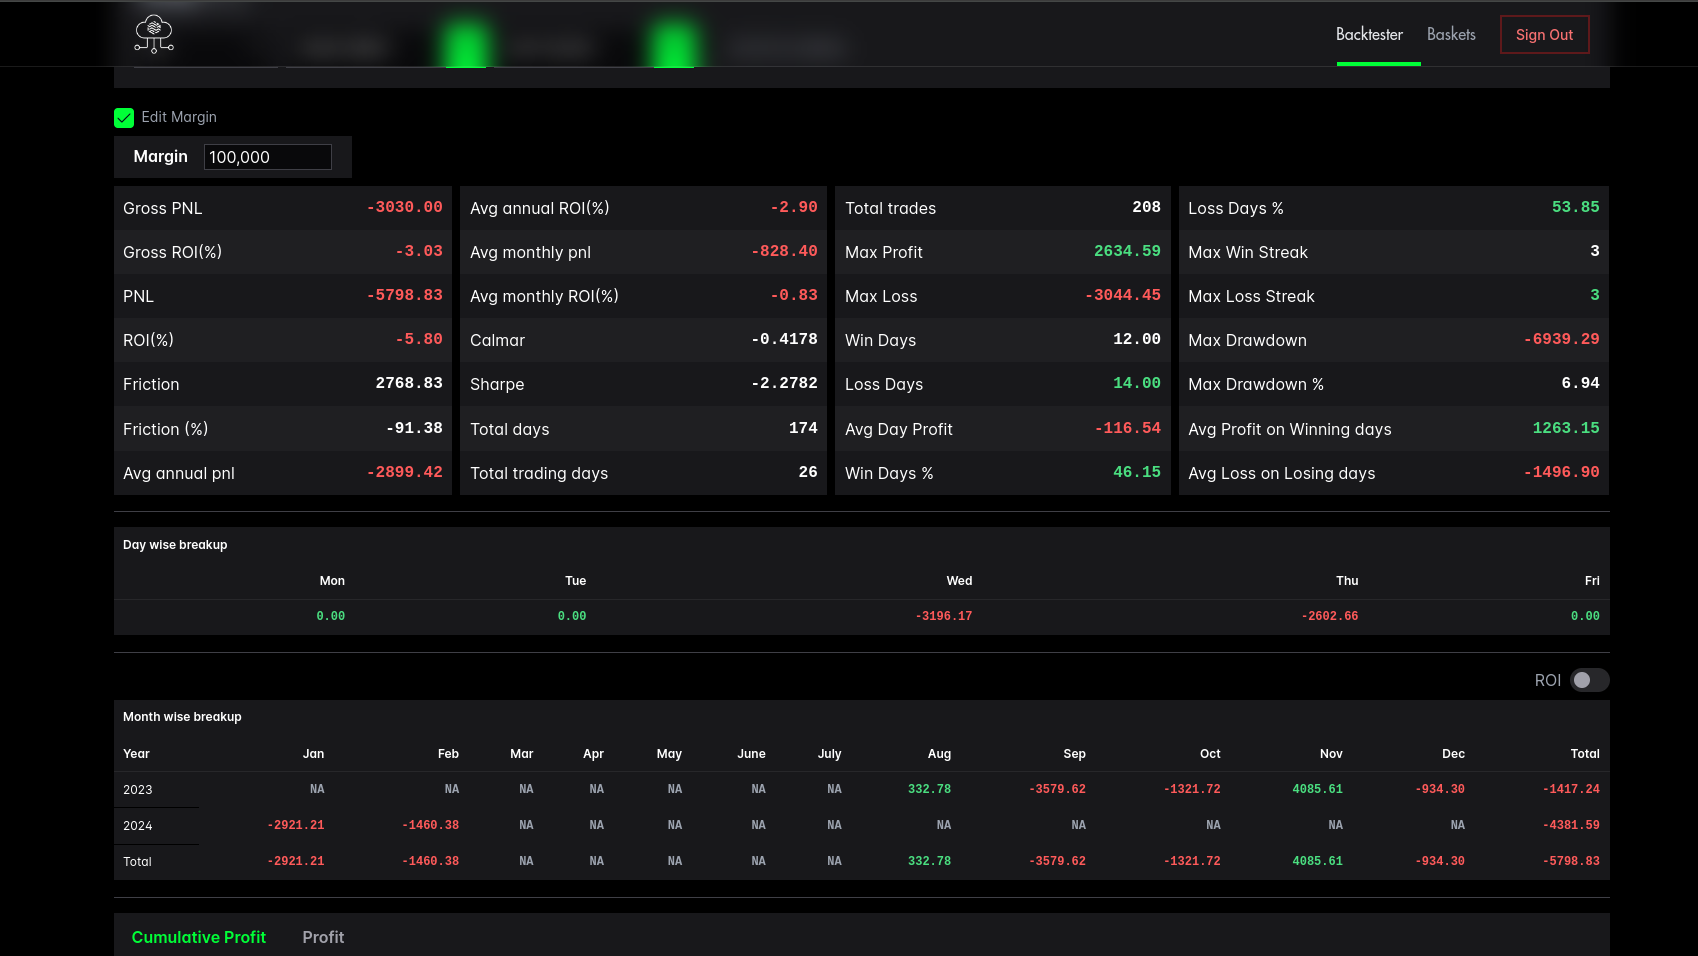 Backtester Baskets Sign Out
Edit Margin
Margin 100,000
Gross PNL -3030.00 Avg annual ROI(%) -2.90 Total trades 208 Loss Days % 53.85
Gross ROI(%) -3.03 Avg monthly pnl -828.40 Max Profit 2634.59 Max Win Streak 3
PNL -5798.83 Avg monthly ROI(%) -0.83 Max Loss -3044.45 Max Loss Streak 3
ROI(%) -5.80 Calmar -0.4178 Win Days 12.00 Max Drawdown -6939.29
Friction 2768.83 Sharpe -2.2782 Loss Days 14.00 Max Drawdown % 6.94
Friction (%) -91.38 Total days 174 Avg Day Profit -116.54 Avg Profit on Winning days 1263.15
Avg annual pnl -2899.42 Total trading days 26 Win Days % 46.15 Avg Loss on Losing days -1496.90
Day wise breakup
Mon Tue Wed Thu Fri
0.00 0.00 -3196.17 -2602.66 0.00
ROI
Month wise breakup
Year Jan Feb Mar Apr May June July Aug Sep Oct Nov Dec Total
2023 NA NA NA NA NA NA NA 332.78 -3579.62 -1321.72 4085.61 -934.30 -1417.24
2024 -2921.21 -1460.38 NA NA NA NA NA NA NA NA NA NA -4381.59
Total -2921.21 -1460.38 NA NA NA NA NA 332.78 -3579.62 -1321.72 4085.61 -934.30 -5798.83
Cumulative Profit Profit